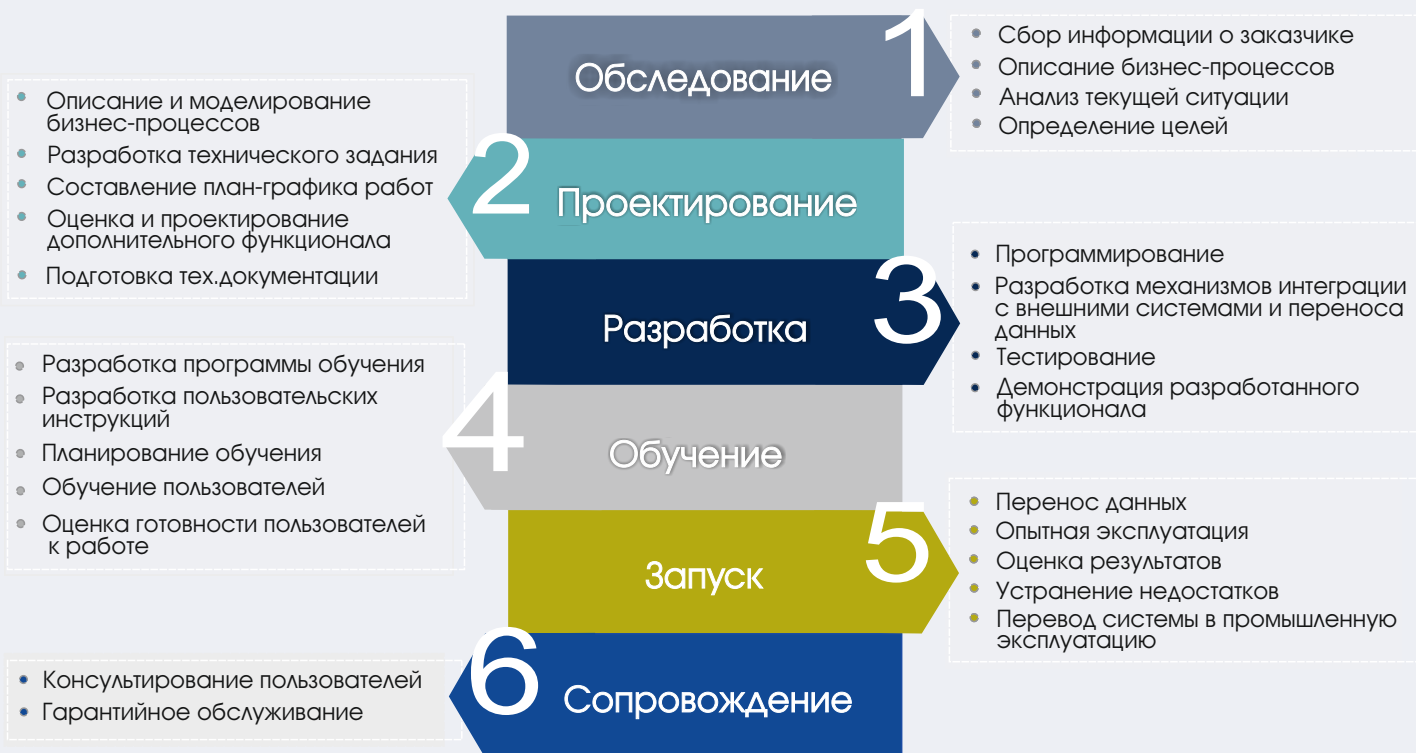 1
Обследование
Сбор информации о заказчике
Описание бизнес-процессов
Анализ текущей ситуации
Определение целей
2
Проектирование
Описание и моделирование
бизнес-процессов
Разработка технического задания
Составление план-графика работ
Оценка и проектирование
дополнительного функционала
Подготовка тех.документации
3
Разработка
Программирование
Разработка механизмов интеграции
с внешними системами и переноса
данных
Тестирование
Демонстрация разработанного
функционала
4
Обучение
Разработка программы обучения
Разработка пользовательских
инструкций
Планирование обучения
Обучение пользователей
Оценка готовности пользователей
к работе
5
Запуск
Перенос данных
Опытная эксплуатация
Оценка результатов
Устранение недостатков
Перевод системы в промышленную
эксплуатацию
6
Сопровождение
Консультирование пользователей
Гарантийное обслуживание